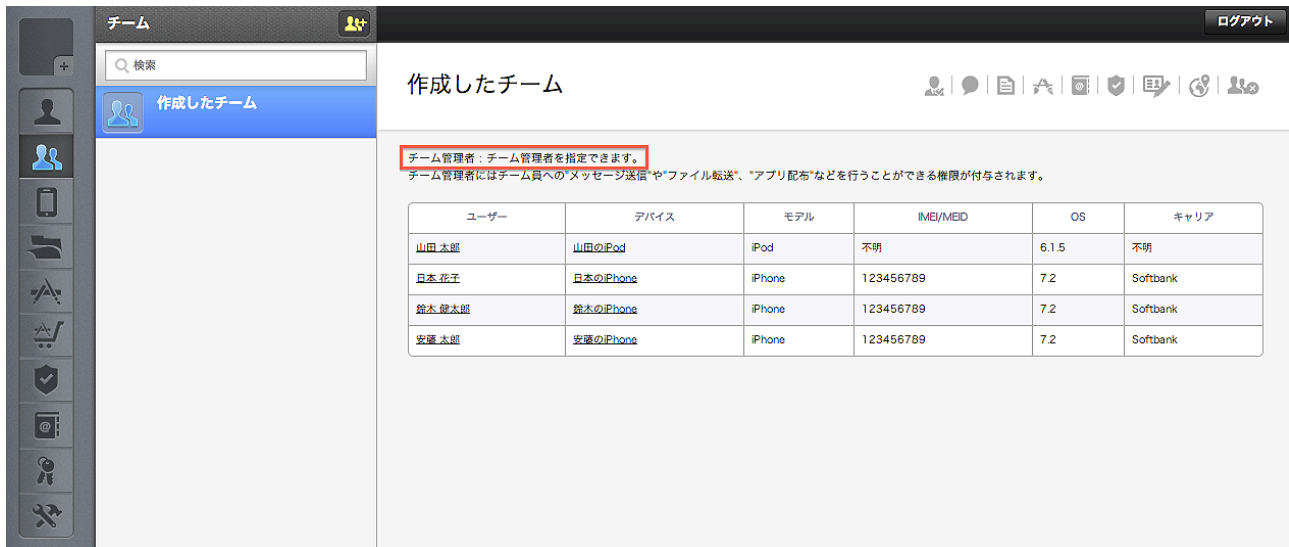 チーム
ログアウト
検索
作成したチーム
作成したチーム
チーム管理者：チーム管理者を指定できます。
チーム管理者にはチーム員への"メッセージ送信"や"ファイル転送"、"アプリ配布"などを行うことができる権限が付与されます。
ユーザー デバイス モデル IMEI/MEID OS キャリア
山田 太郎 山田のiPod iPod 不明 6.1.5 不明
日本 花子 日本のiPhone iPhone 123456789 7.2 Softbank
鈴木 健太郎 鈴木のiPhone iPhone 123456789 7.2 Softbank
安藤 太郎 安藤のiPhone iPhone 123456789 7.2 Softbank